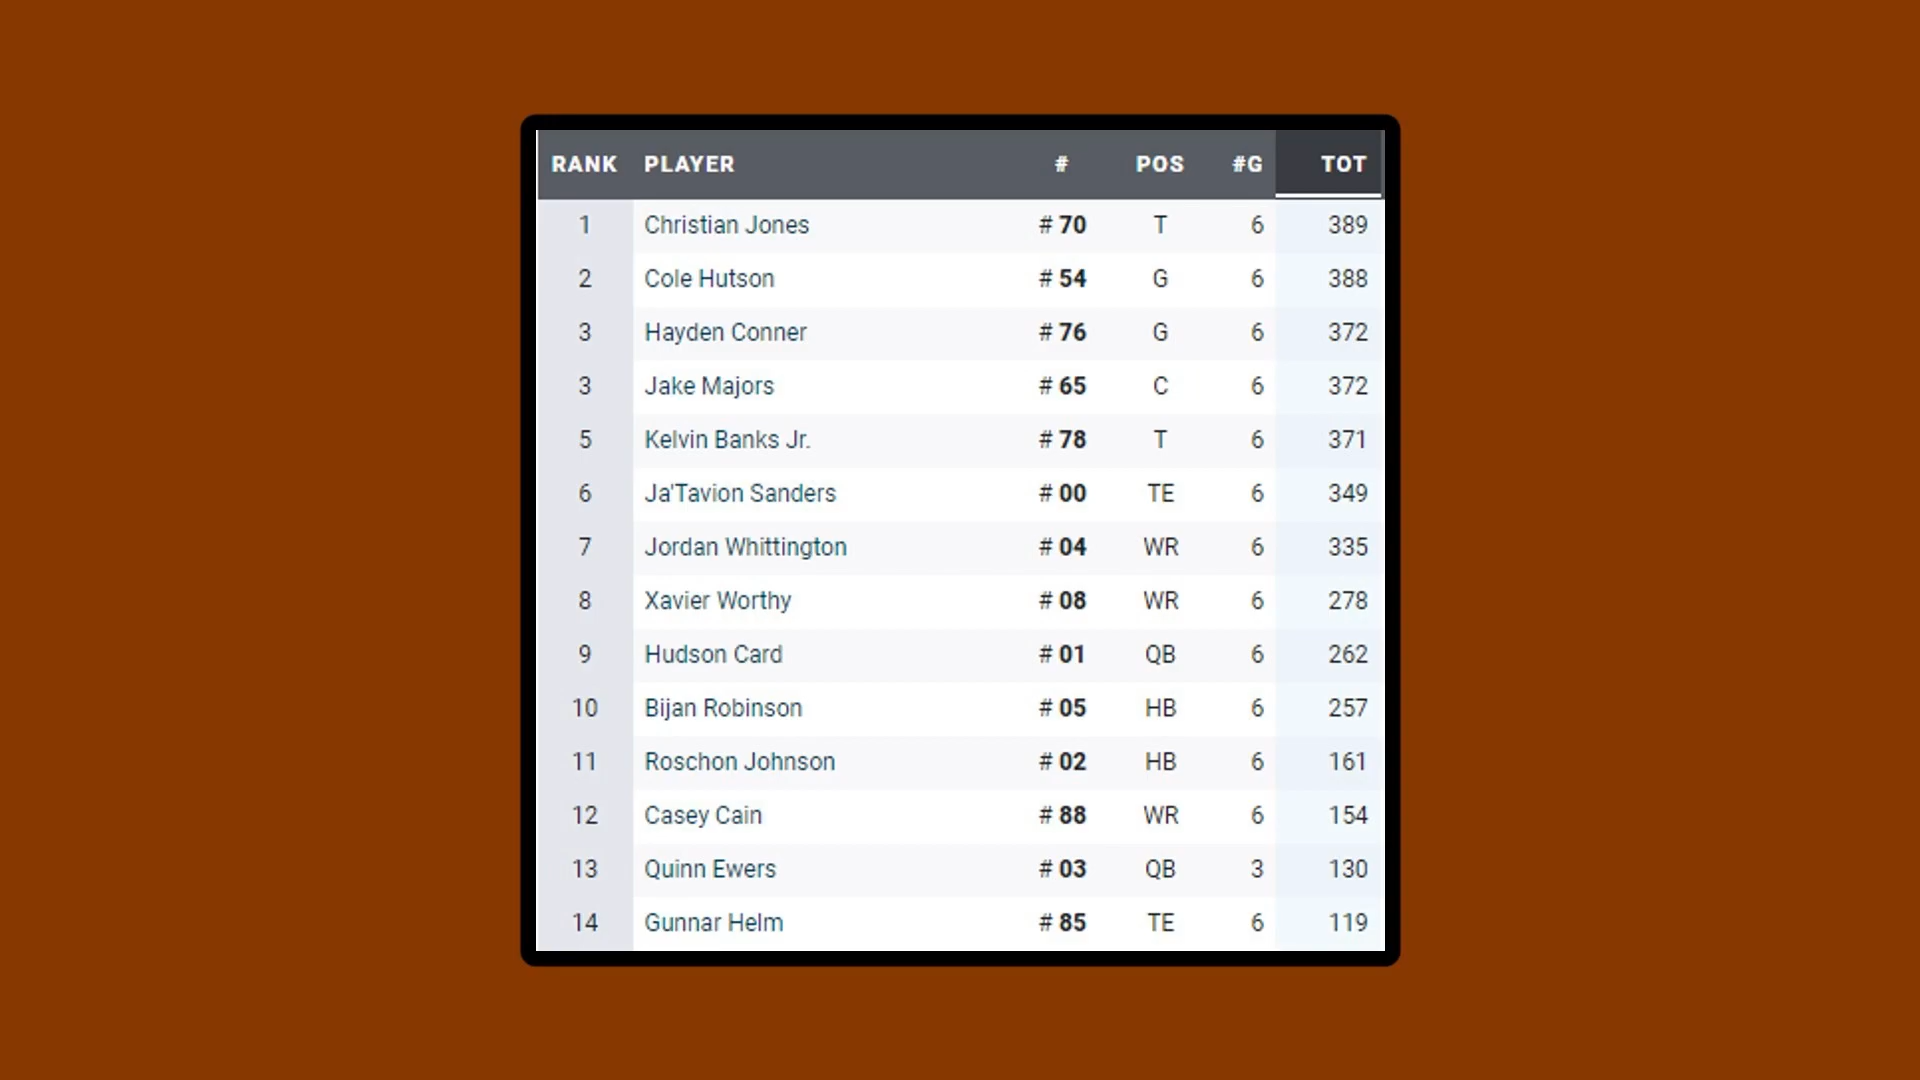 RANK PLAYER # POS #G TOT
1 Christian Jones # 70 T 6 389
2 Cole Hutson # 54 G 6 388
3 Hayden Conner # 76 G 6 372
3 Jake Majors # 65 C 6 372
5 Kelvin Banks Jr. # 78 T 6 371
6 Ja'Tavion Sanders # 00 TE 6 349
7 Jordan Whittington # 04 WR 6 335
8 Xavier Worthy # 08 WR 6 278
9 Hudson Card # 01 QB 6 262
10 Bijan Robinson # 05 HB 6 257
11 Roschon Johnson # 02 HB 6 161
12 Casey Cain # 88 WR 6 154
13 Quinn Ewers # 03 QB 3 130
14 Gunnar Helm # 85 TE 6 119